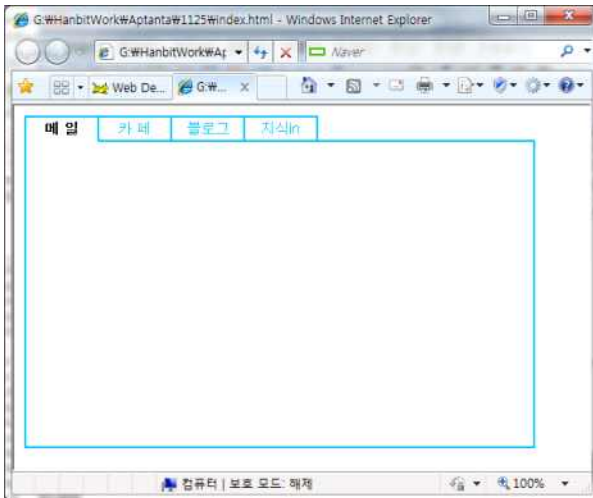 G:₩HanbitWork₩Aptanta₩1125₩index.html - Windows Internet Explorer
G:₩HanbitWork₩Ap Naver
Web De... G:₩...
메 일 카 페 블로그 지식in
컴퓨터 | 보호 모드: 해제 100%